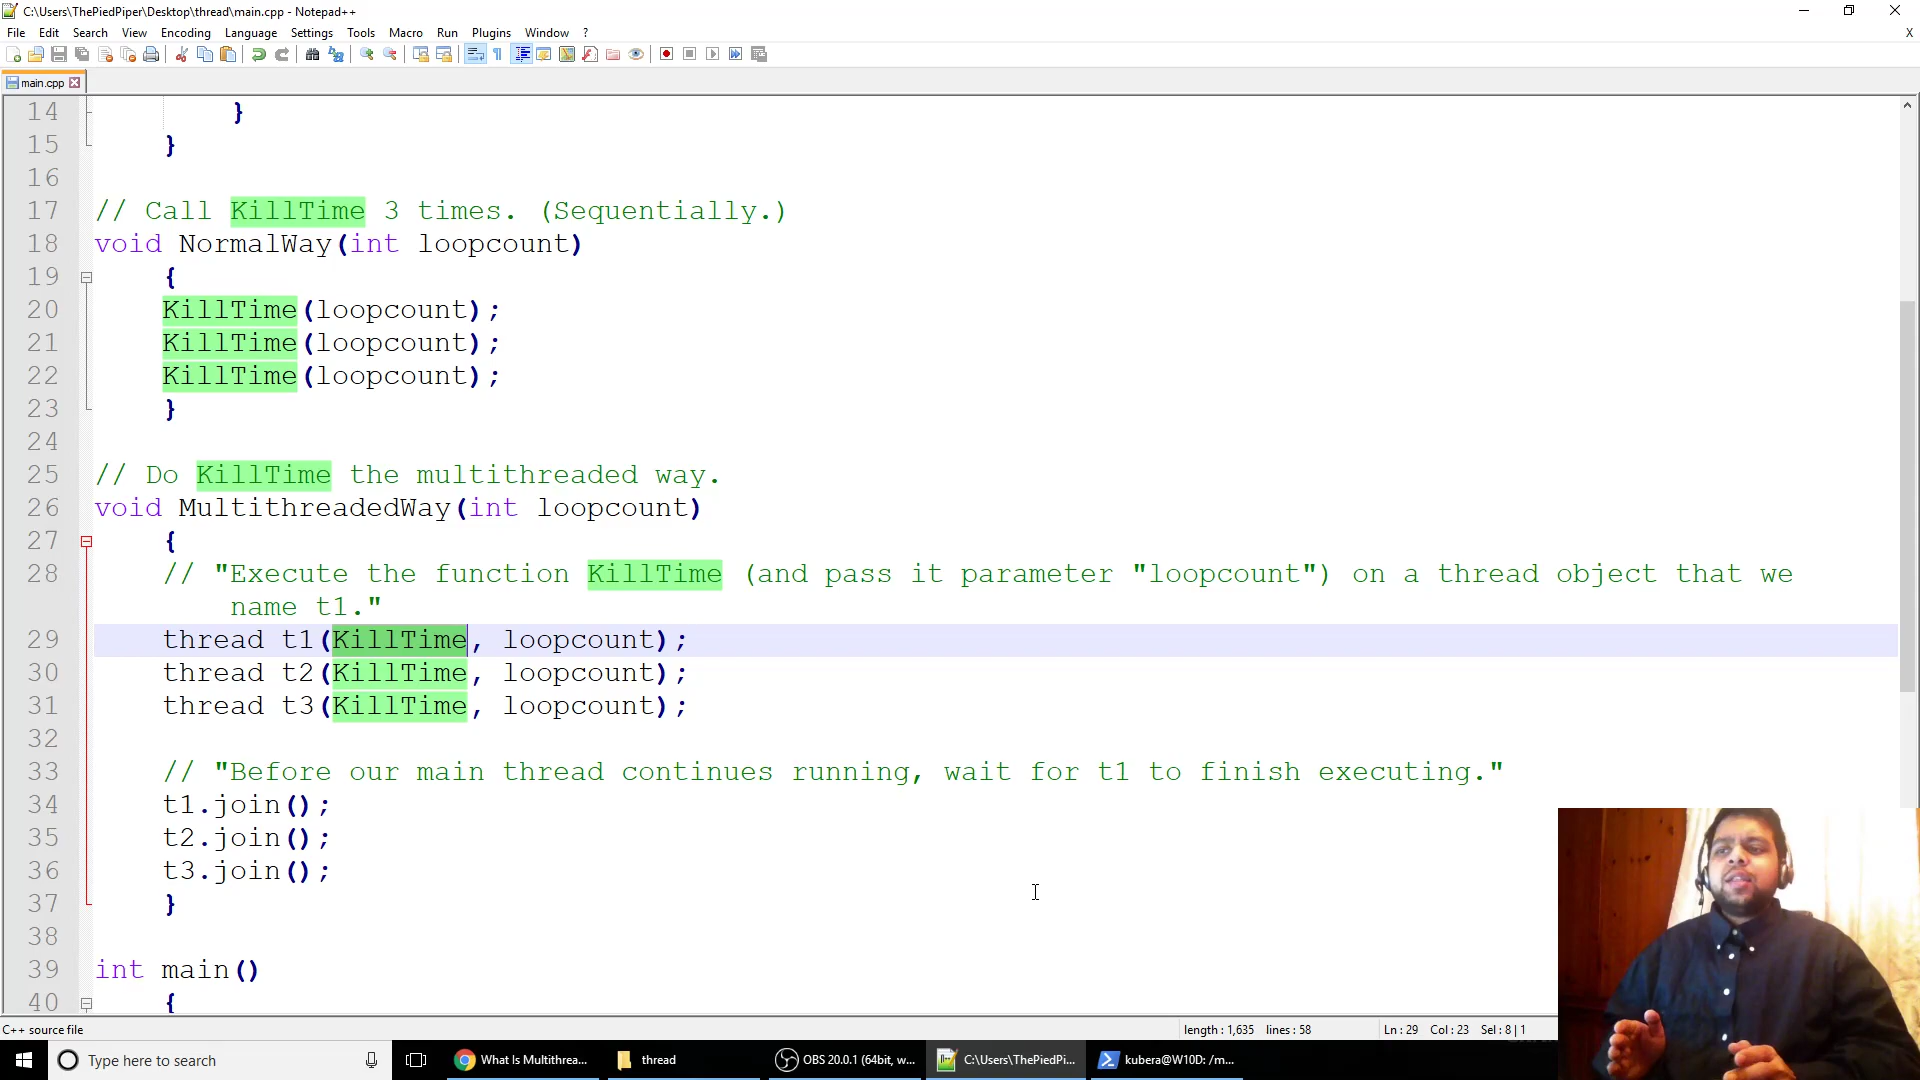 C:\Users\ThePiedPiper\Desktop\thread\main.cpp - Notepad++
File Edit Search View Encoding Language Settings Tools Macro Run Plugins Window ? X
main.cpp
14 }
15 }
16
17 // Call KillTime 3 times. (Sequentially.)
18 void NormalWay(int loopcount)
19 {
20 KillTime(loopcount);
21 KillTime(loopcount);
22 KillTime(loopcount);
23 }
24
25 // Do KillTime the multithreaded way.
26 void MultithreadedWay(int loopcount)
27 {
28 // "Execute the function KillTime (and pass it parameter "loopcount") on a thread object that we
name t1."
29 thread t1(KillTime, loopcount);
30 thread t2(KillTime, loopcount);
31 thread t3(KillTime, loopcount);
32
33 // "Before our main thread continues running, wait for t1 to finish executing."
34 t1.join();
35 t2.join();
36 t3.join();
37 }
38
39 int main()
40 {
C++ source file length : 1,635 lines : 58 Ln : 29 Col : 23 Sel : 8 | 1
Type here to search What Is Multithrea... thread OBS 20.0.1 (64bit, w... C:\Users\ThePiedPi... kubera@W10D: /m...